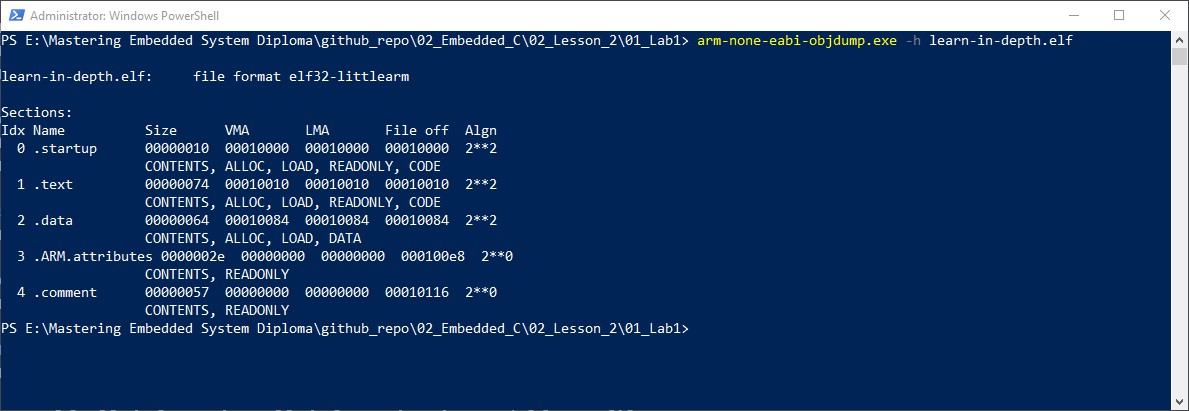 Administrator: Windows PowerShell
PS E:\Mastering Embedded System Diploma\github_repo\02_Embedded_C\02_Lesson_2\01_Lab1> arm-none-eabi-objdump.exe -h learn-in-depth.elf
learn-in-depth.elf:     file format elf32-littlearm
Sections:
Idx Name          Size      VMA       LMA       File off  Algn
  0 .startup      00000010  00010000  00010000  00010000  2**2
                  CONTENTS, ALLOC, LOAD, READONLY, CODE
  1 .text         00000074  00010010  00010010  00010010  2**2
                  CONTENTS, ALLOC, LOAD, READONLY, CODE
  2 .data         00000064  00010084  00010084  00010084  2**2
                  CONTENTS, ALLOC, LOAD, DATA
  3 .ARM.attributes 0000002e  00000000  00000000  000100e8  2**0
                  CONTENTS, READONLY
  4 .comment      00000057  00000000  00000000  00010116  2**0
                  CONTENTS, READONLY
PS E:\Mastering Embedded System Diploma\github_repo\02_Embedded_C\02_Lesson_2\01_Lab1>